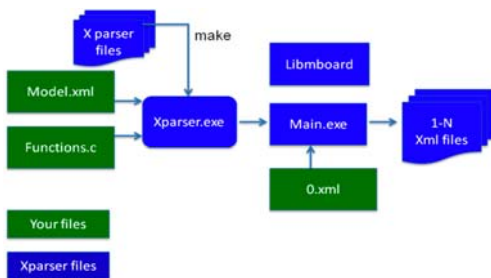 X parser
files
make
Libmboard
Model.xml
Xparser.exe
Main.exe
1-N
Xml files
Functions.c
0.xml
Your files
Xparser files